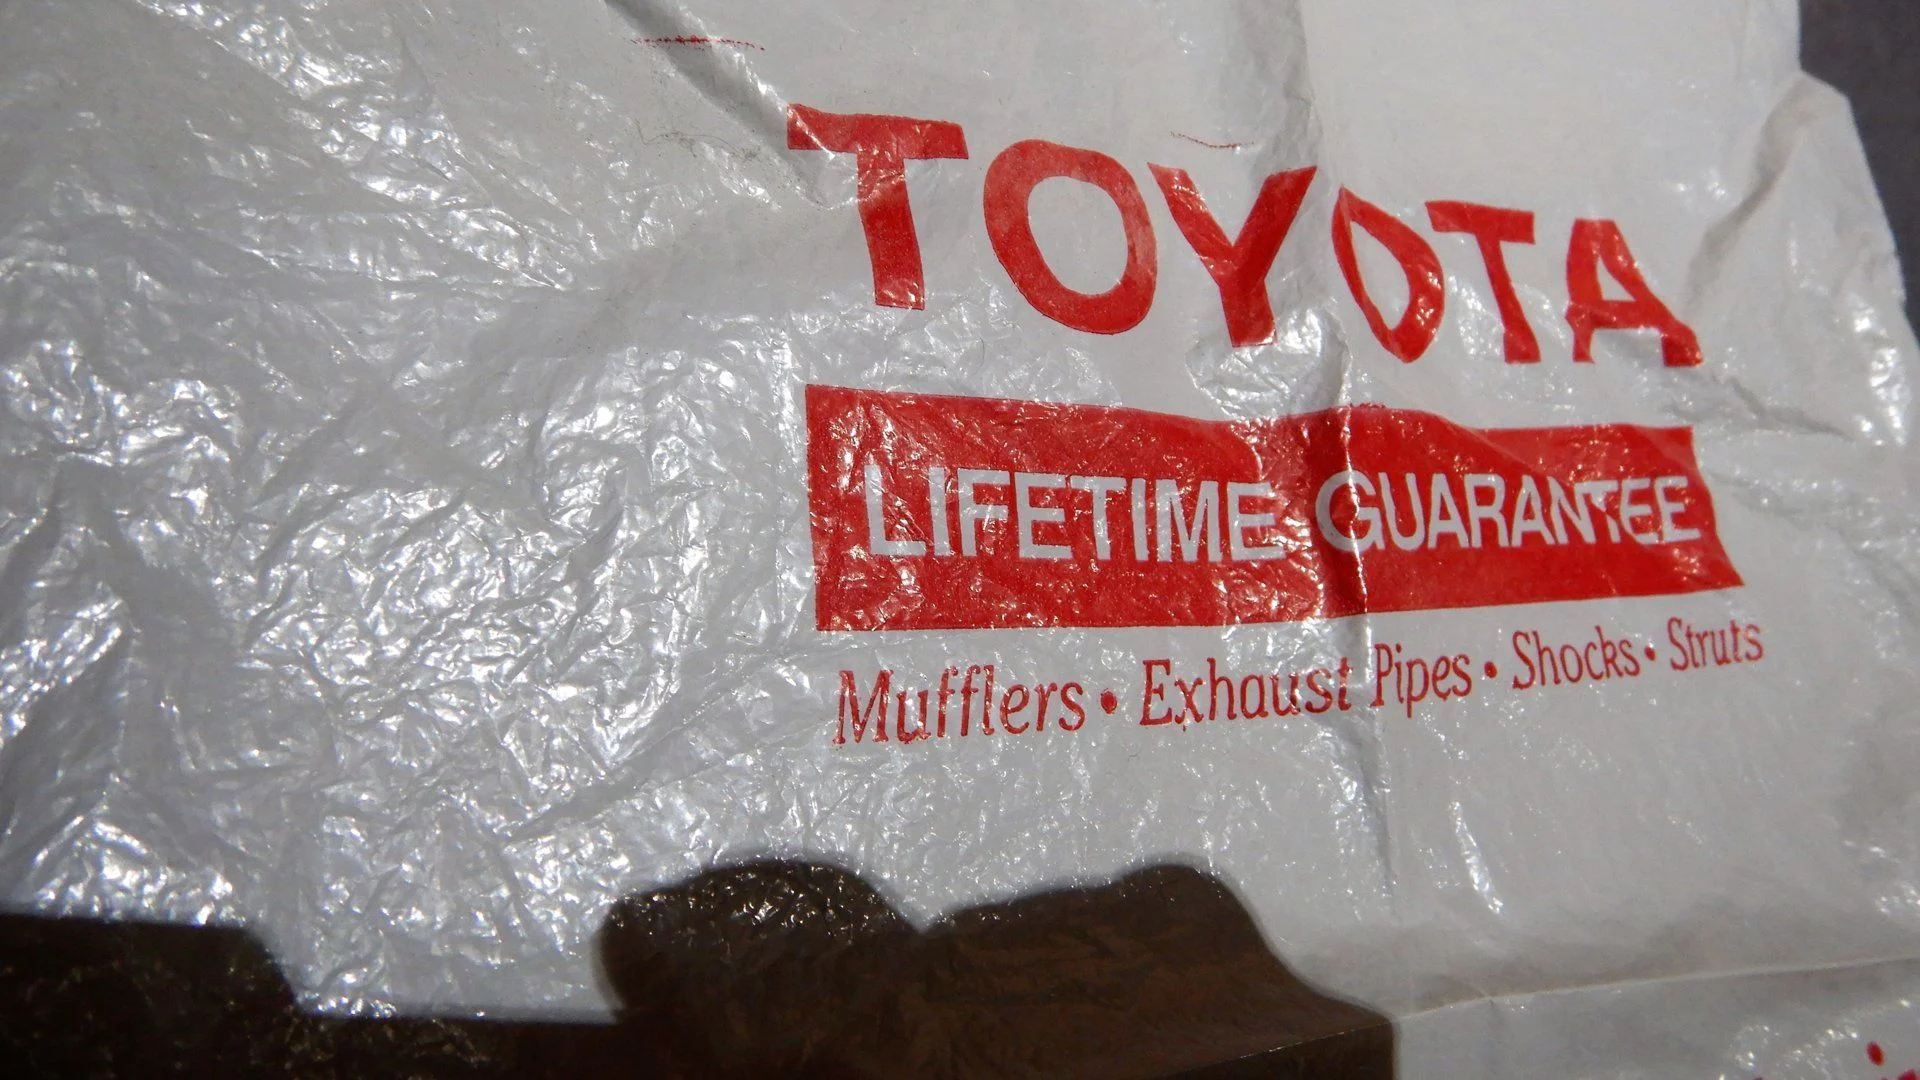 TOYOTA
LIFETIME GUARANTEE
Mufflers • Exhaust Pipes • Shocks • Struts